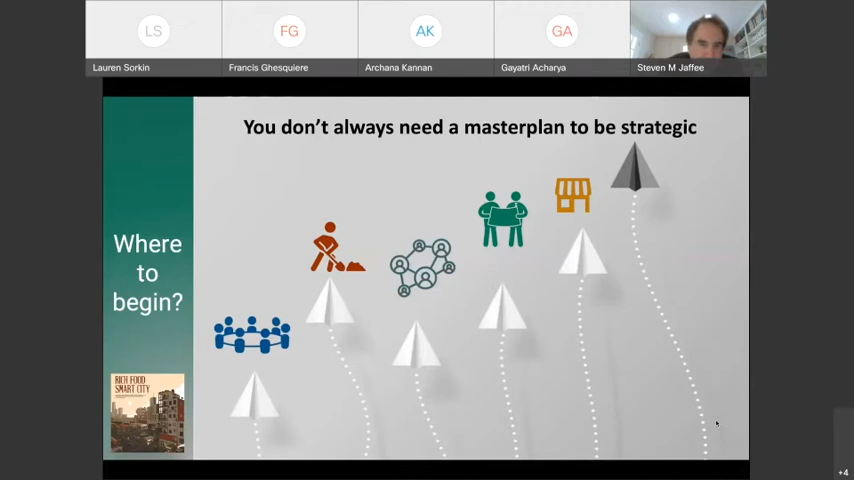 LS
FG
AK
GA
Lauren Sorkin
Francis Ghesquiere
Archana Kannan
Gayatri Acharya
Steven M Jaffee
You don't always need a masterplan to be strategic
Where
to
begin?
RICH FOOD
SMART CITY
+4